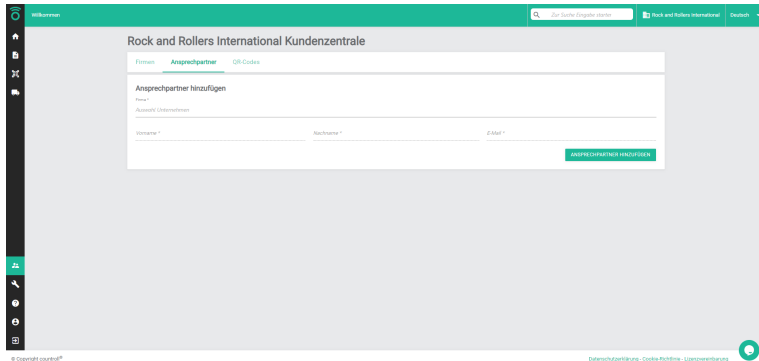 Willkommen
Zur Suche Eingabe starten
Rock and Rollers International
Deutsch
Rock and Rollers International Kundenzentrale
Firmen Ansprechpartner QR-Codes
Ansprechpartner hinzufügen
Firma *
Auswahl Unternehmen
Vorname * Nachname * E-Mail *
ANSPRECHPARTNER HINZUFÜGEN
© Copyright countroll®
Datenschutzerklärung - Cookie-Richtlinie - Lizenzvereinbarung